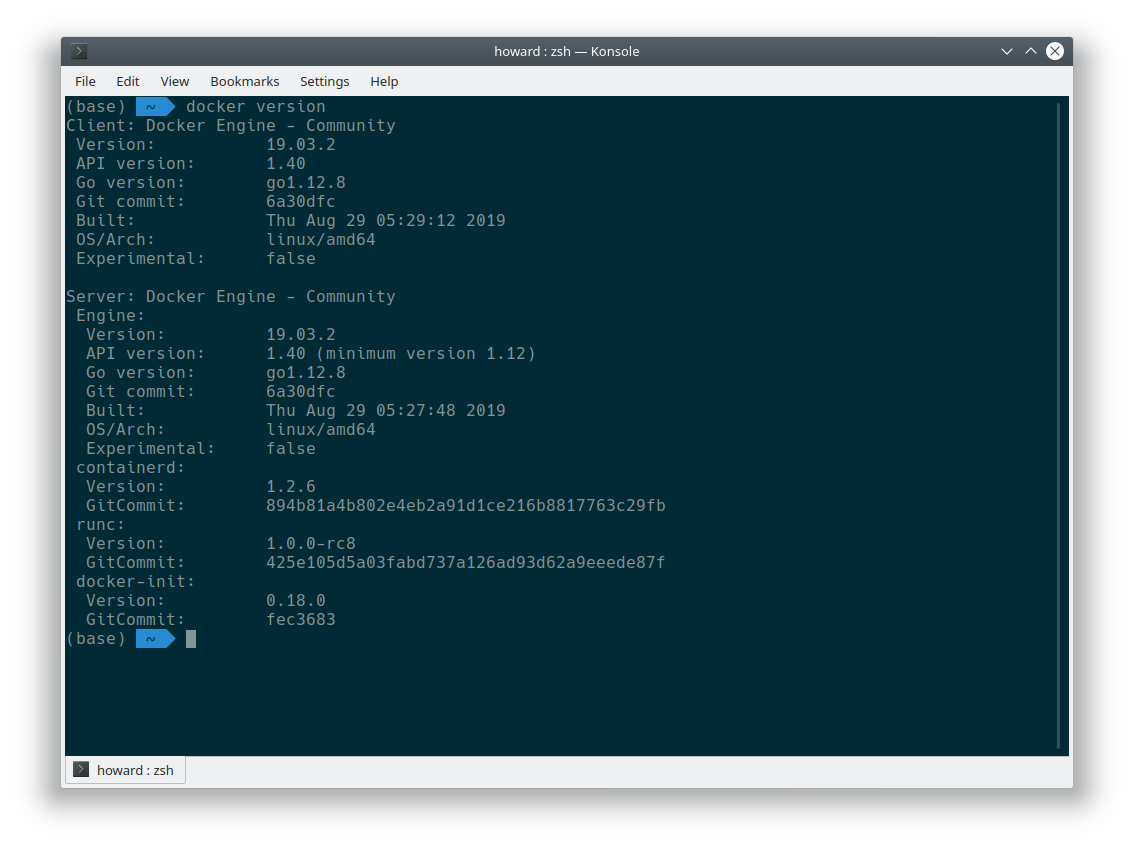 howard : zsh — Konsole
File Edit View Bookmarks Settings Help
(base) ~ docker version
Client: Docker Engine - Community
Version: 19.03.2
API version: 1.40
Go version: go1.12.8
Git commit: 6a30dfc
Built: Thu Aug 29 05:29:12 2019
OS/Arch: linux/amd64
Experimental: false
Server: Docker Engine - Community
Engine:
Version: 19.03.2
API version: 1.40 (minimum version 1.12)
Go version: go1.12.8
Git commit: 6a30dfc
Built: Thu Aug 29 05:27:48 2019
OS/Arch: linux/amd64
Experimental: false
containerd:
Version: 1.2.6
GitCommit: 894b81a4b802e4eb2a91d1ce216b8817763c29fb
runc:
Version: 1.0.0-rc8
GitCommit: 425e105d5a03fabd737a126ad93d62a9eeede87f
docker-init:
Version: 0.18.0
GitCommit: fec3683
(base) ~
howard : zsh